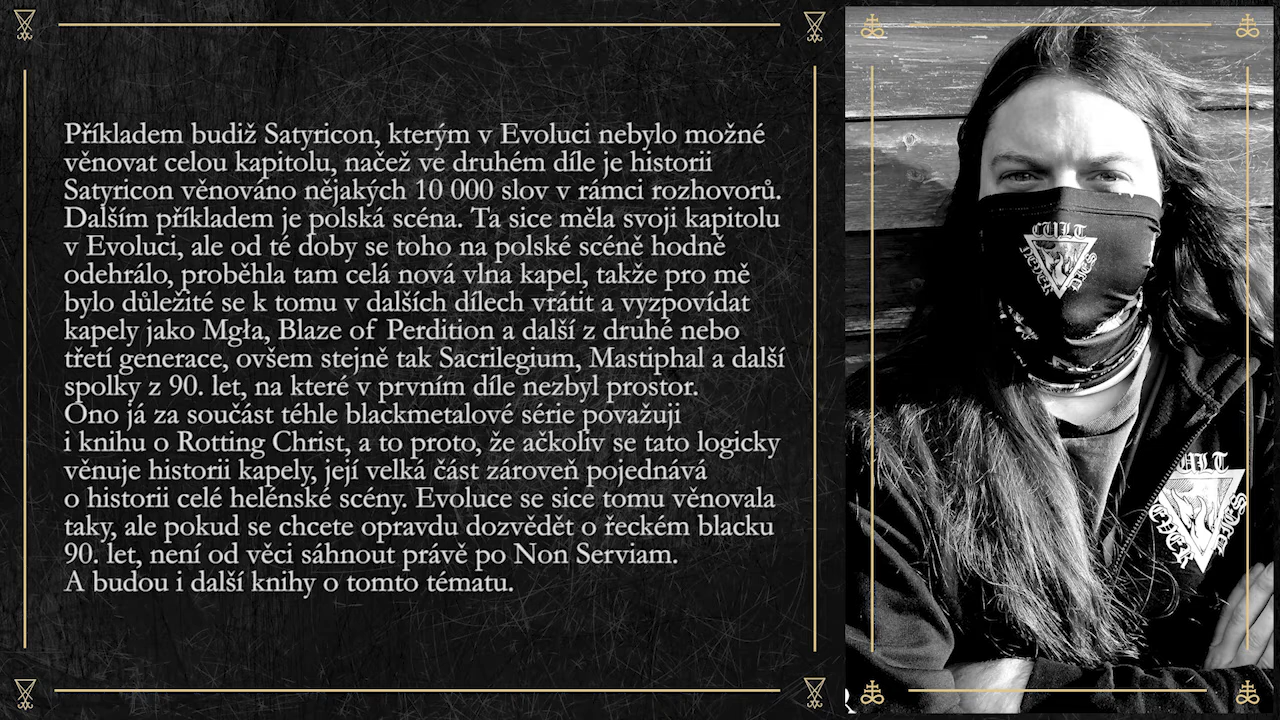 Příkladem budiž Satyricon, kterým v Evoluci nebylo možné
věnovat celou kapitolu, načež ve druhém díle je historii
Satyricon věnováno nějakých 10 000 slov v rámci rozhovorů.
Dalším příkladem je polská scéna. Ta sice měla svoji kapitolu
v Evoluci, ale od té doby se toho na polské scéně hodně
odehrálo, proběhla tam celá nová vlna kapel, takže pro mě
bylo důležité se k tomu v dalších dílech vrátit a vyzpovídat
kapely jako Mgła, Blaze of Perdition a další z druhé nebo
třetí generace, ovšem stejně tak Sacrilegium, Mastiphal a další
spolky z 90. let, na které v prvním díle nezbyl prostor.
Ono já za součást téhle blackmetalové série považuji
i knihu o Rotting Christ, a to proto, že ačkoliv se tato logicky
věnuje historii kapely, její velká část zároveň pojednává
o historii celé helénské scény. Evoluce se sice tomu věnovala
taky, ale pokud se chcete opravdu dozvědět o řeckém blacku
90. let, není od věci sáhnout právě po Non Serviam.
A budou i další knihy o tomto tématu.
CULT
NEVER
DIES
CULT
NEVER
DIES